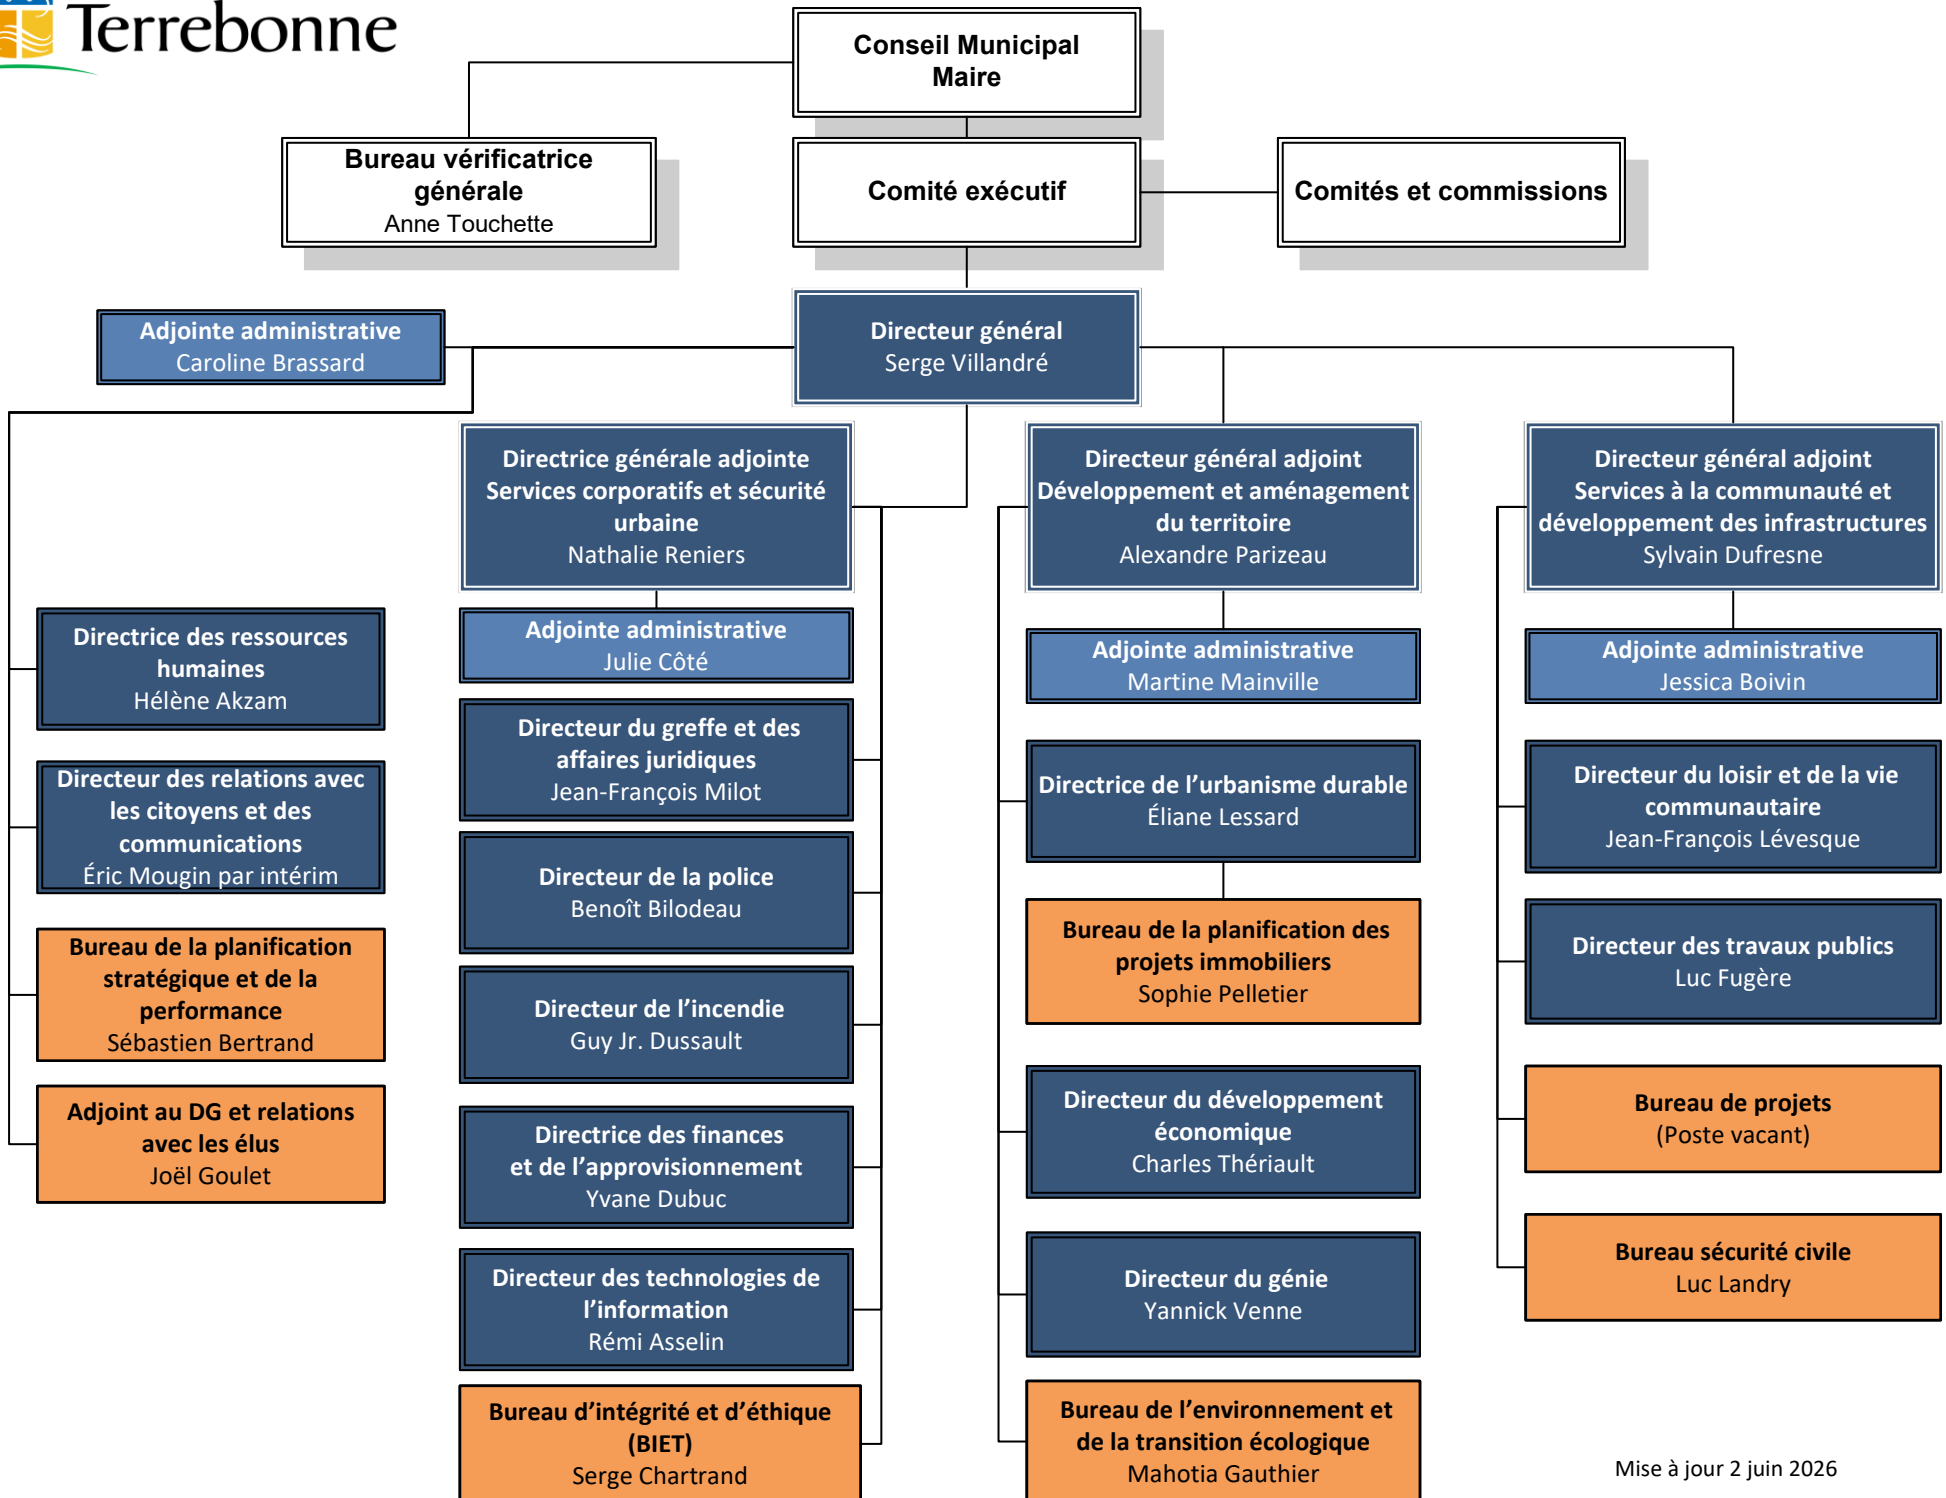 Terrebonne
Conseil Municipal
Maire
Bureau vérificatrice
générale
Anne Touchette
Comité exécutif
Comités et commissions
Adjointe administrative
Caroline Brassard
Directeur général
Serge Villandré
Directrice générale adjointe
Services corporatifs et sécurité
urbaine
Nathalie Reniers
Directeur général adjoint
Développement et aménagement
du territoire
Alexandre Parizeau
Directeur général adjoint
Services à la communauté et
développement des infrastructures
Sylvain Dufresne
Directrice des ressources
humaines
Hélène Akzam
Directeur des relations avec
les citoyens et des
communications
Éric Mougin par intérim
Bureau de la planification
stratégique et de la
performance
Sébastien Bertrand
Adjoint au DG et relations
avec les élus
Joël Goulet
Adjointe administrative
Julie Côté
Directeur du greffe et des
affaires juridiques
Jean-François Milot
Directeur de la police
Benoît Bilodeau
Directeur de l’incendie
Guy Jr. Dussault
Directrice des finances
et de l’approvisionnement
Yvane Dubuc
Directeur des technologies de
l’information
Rémi Asselin
Bureau d’intégrité et d’éthique
(BIET)
Serge Chartrand
Adjointe administrative
Martine Mainville
Directrice de l’urbanisme durable
Éliane Lessard
Bureau de la planification des
projets immobiliers
Sophie Pelletier
Directeur du développement
économique
Charles Thériault
Directeur du génie
Yannick Venne
Bureau de l’environnement et
de la transition écologique
Mahotia Gauthier
Adjointe administrative
Jessica Boivin
Directeur du loisir et de la vie
communautaire
Jean-François Lévesque
Directeur des travaux publics
Luc Fugère
Bureau de projets
(Poste vacant)
Bureau sécurité civile
Luc Landry
Mise à jour 2 juin 2026